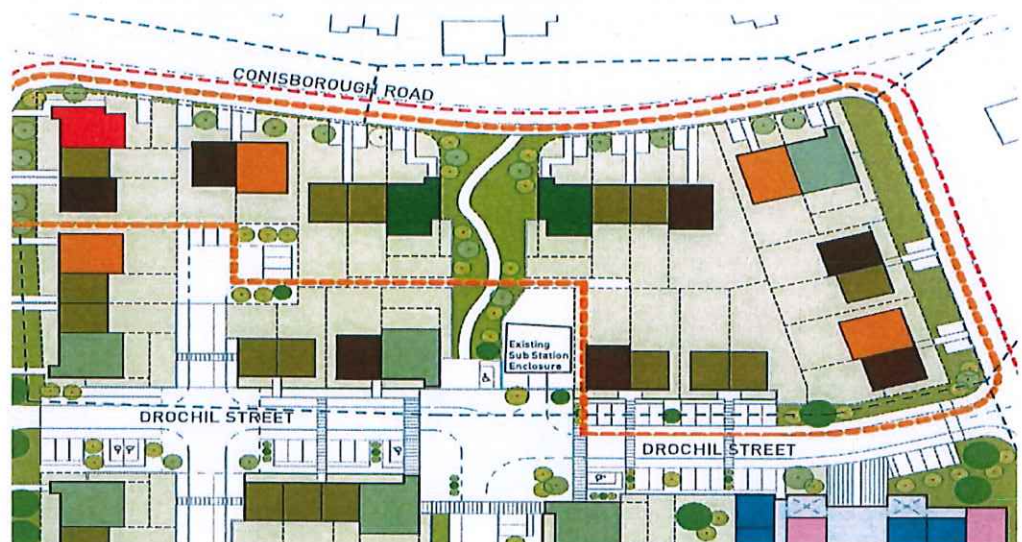 CONISBOROUGH ROAD
Existing
Sub Station
Enclosure
DROCHIL STREET
DROCHIL STREET